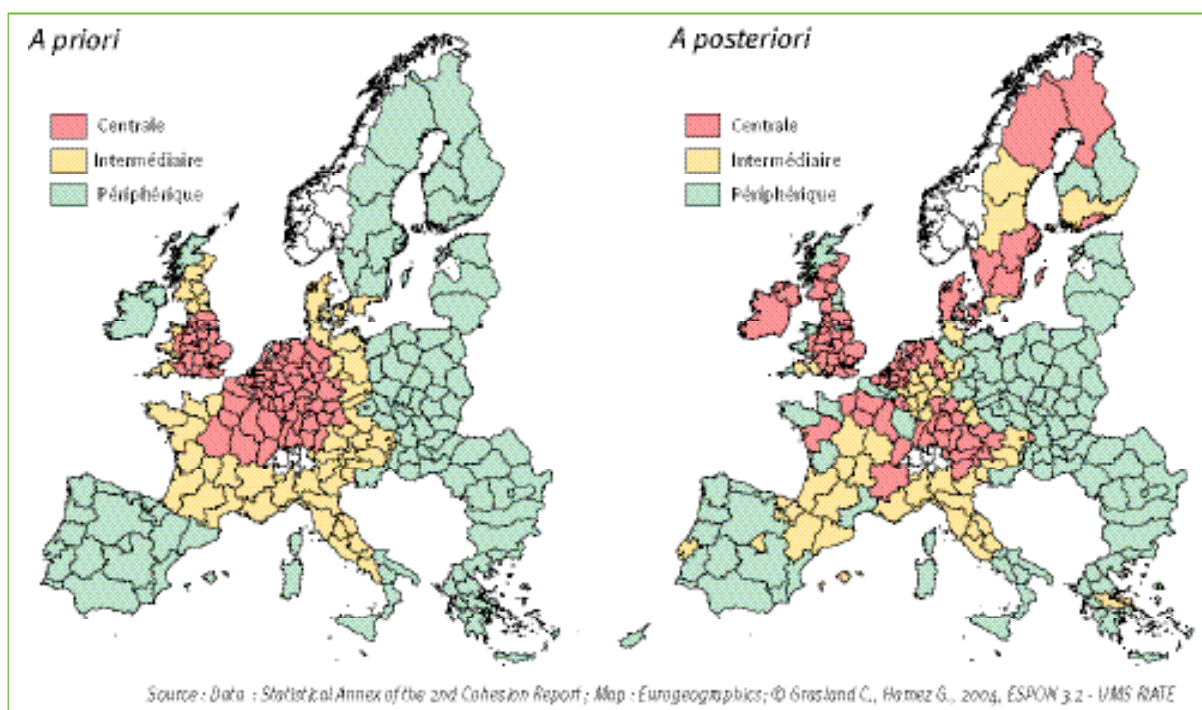 A priori
Centrale
Intermédiaire
Périphérique
A posteriori
Centrale
Intermédiaire
Périphérique
Source : Data : Statistical Annex of the 2nd Cohesion Report ; Map : Eurogeographics ; © Grasland C., Hamez G., 2004, ESPON 3.2 - UMS RIATE